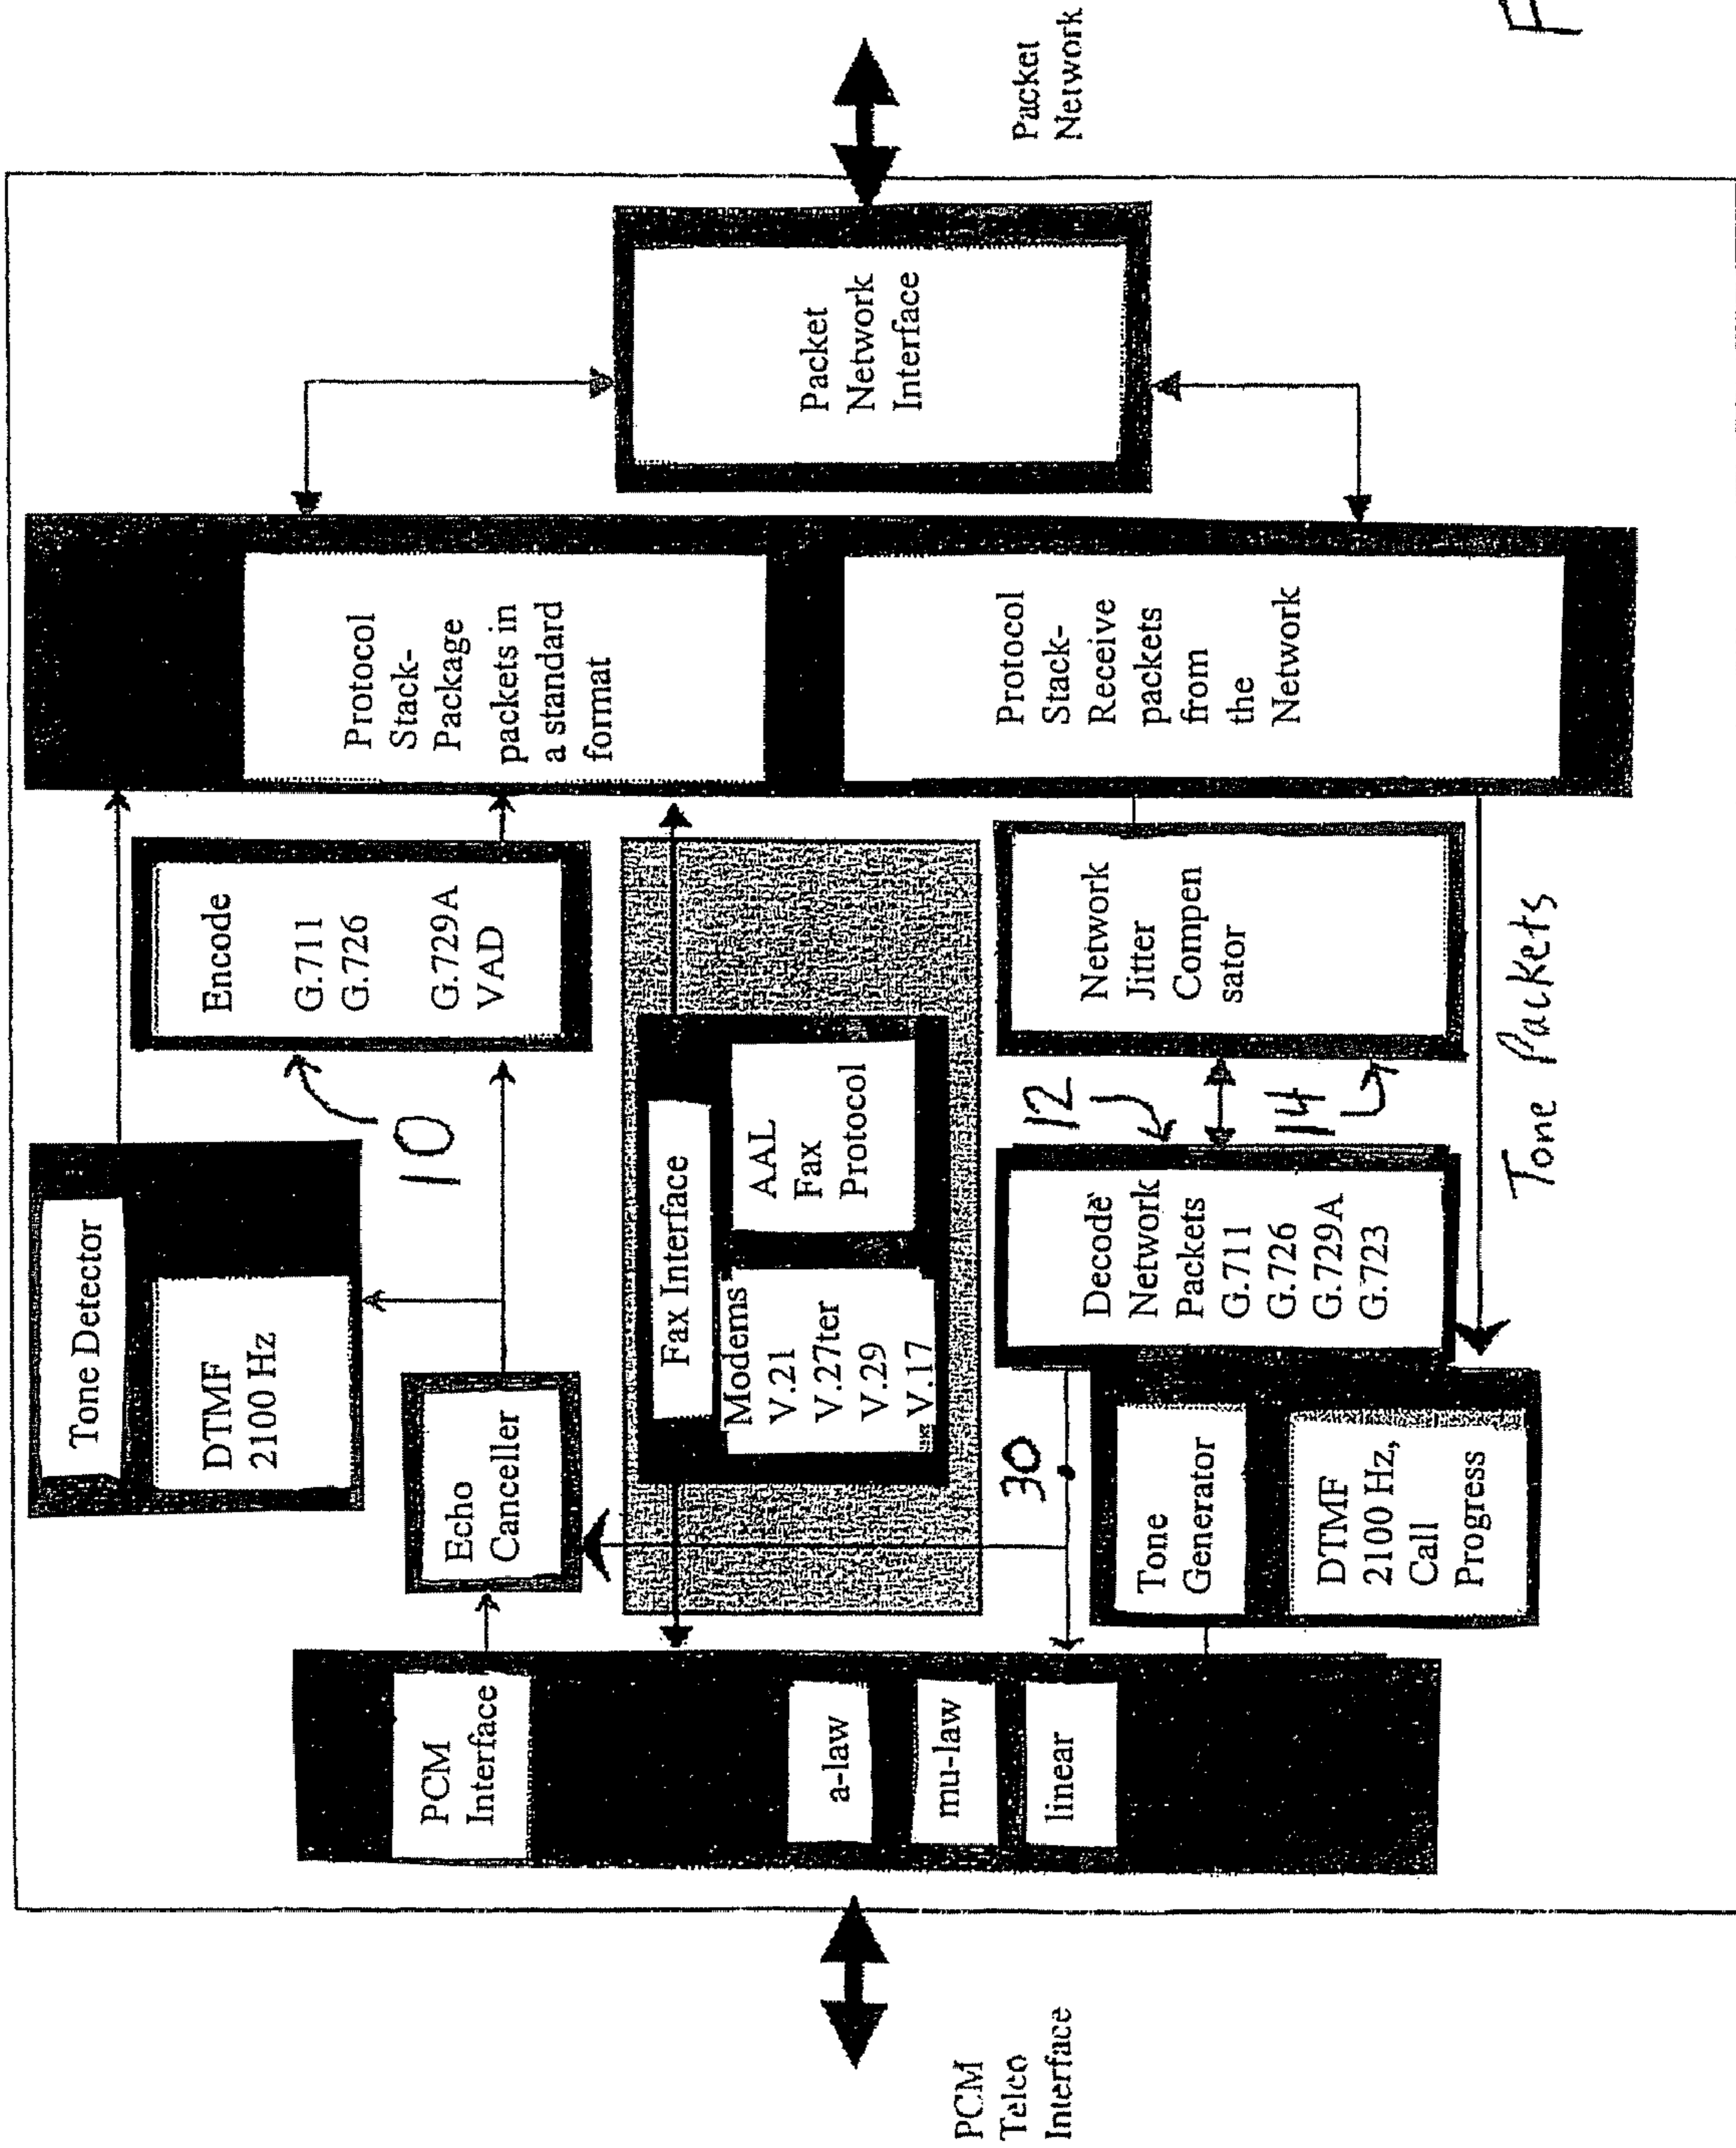 PCM
Telco
Interface
PCM
Interface
a-law
mu-law
linear
Tone Detector
DTMF
2100 Hz
Echo
Canceller
10
Encode
G.711
G.726
G.729A
VAD
Fax Interface
Modems
V.21
V.27ter
V.29
V.17
AAL
Fax
Protocol
30
12
14
Tone
Generator
DTMF
2100 Hz,
Call
Progress
Decode
Network
Packets
G.711
G.726
G.729A
G.723
Network
Jitter
Compen
sator
Tone Packets
Protocol
Stack-
Package
packets in
a standard
format
Protocol
Stack-
Receive
packets
from
the
Network
Packet
Network
Interface
Packet
Network